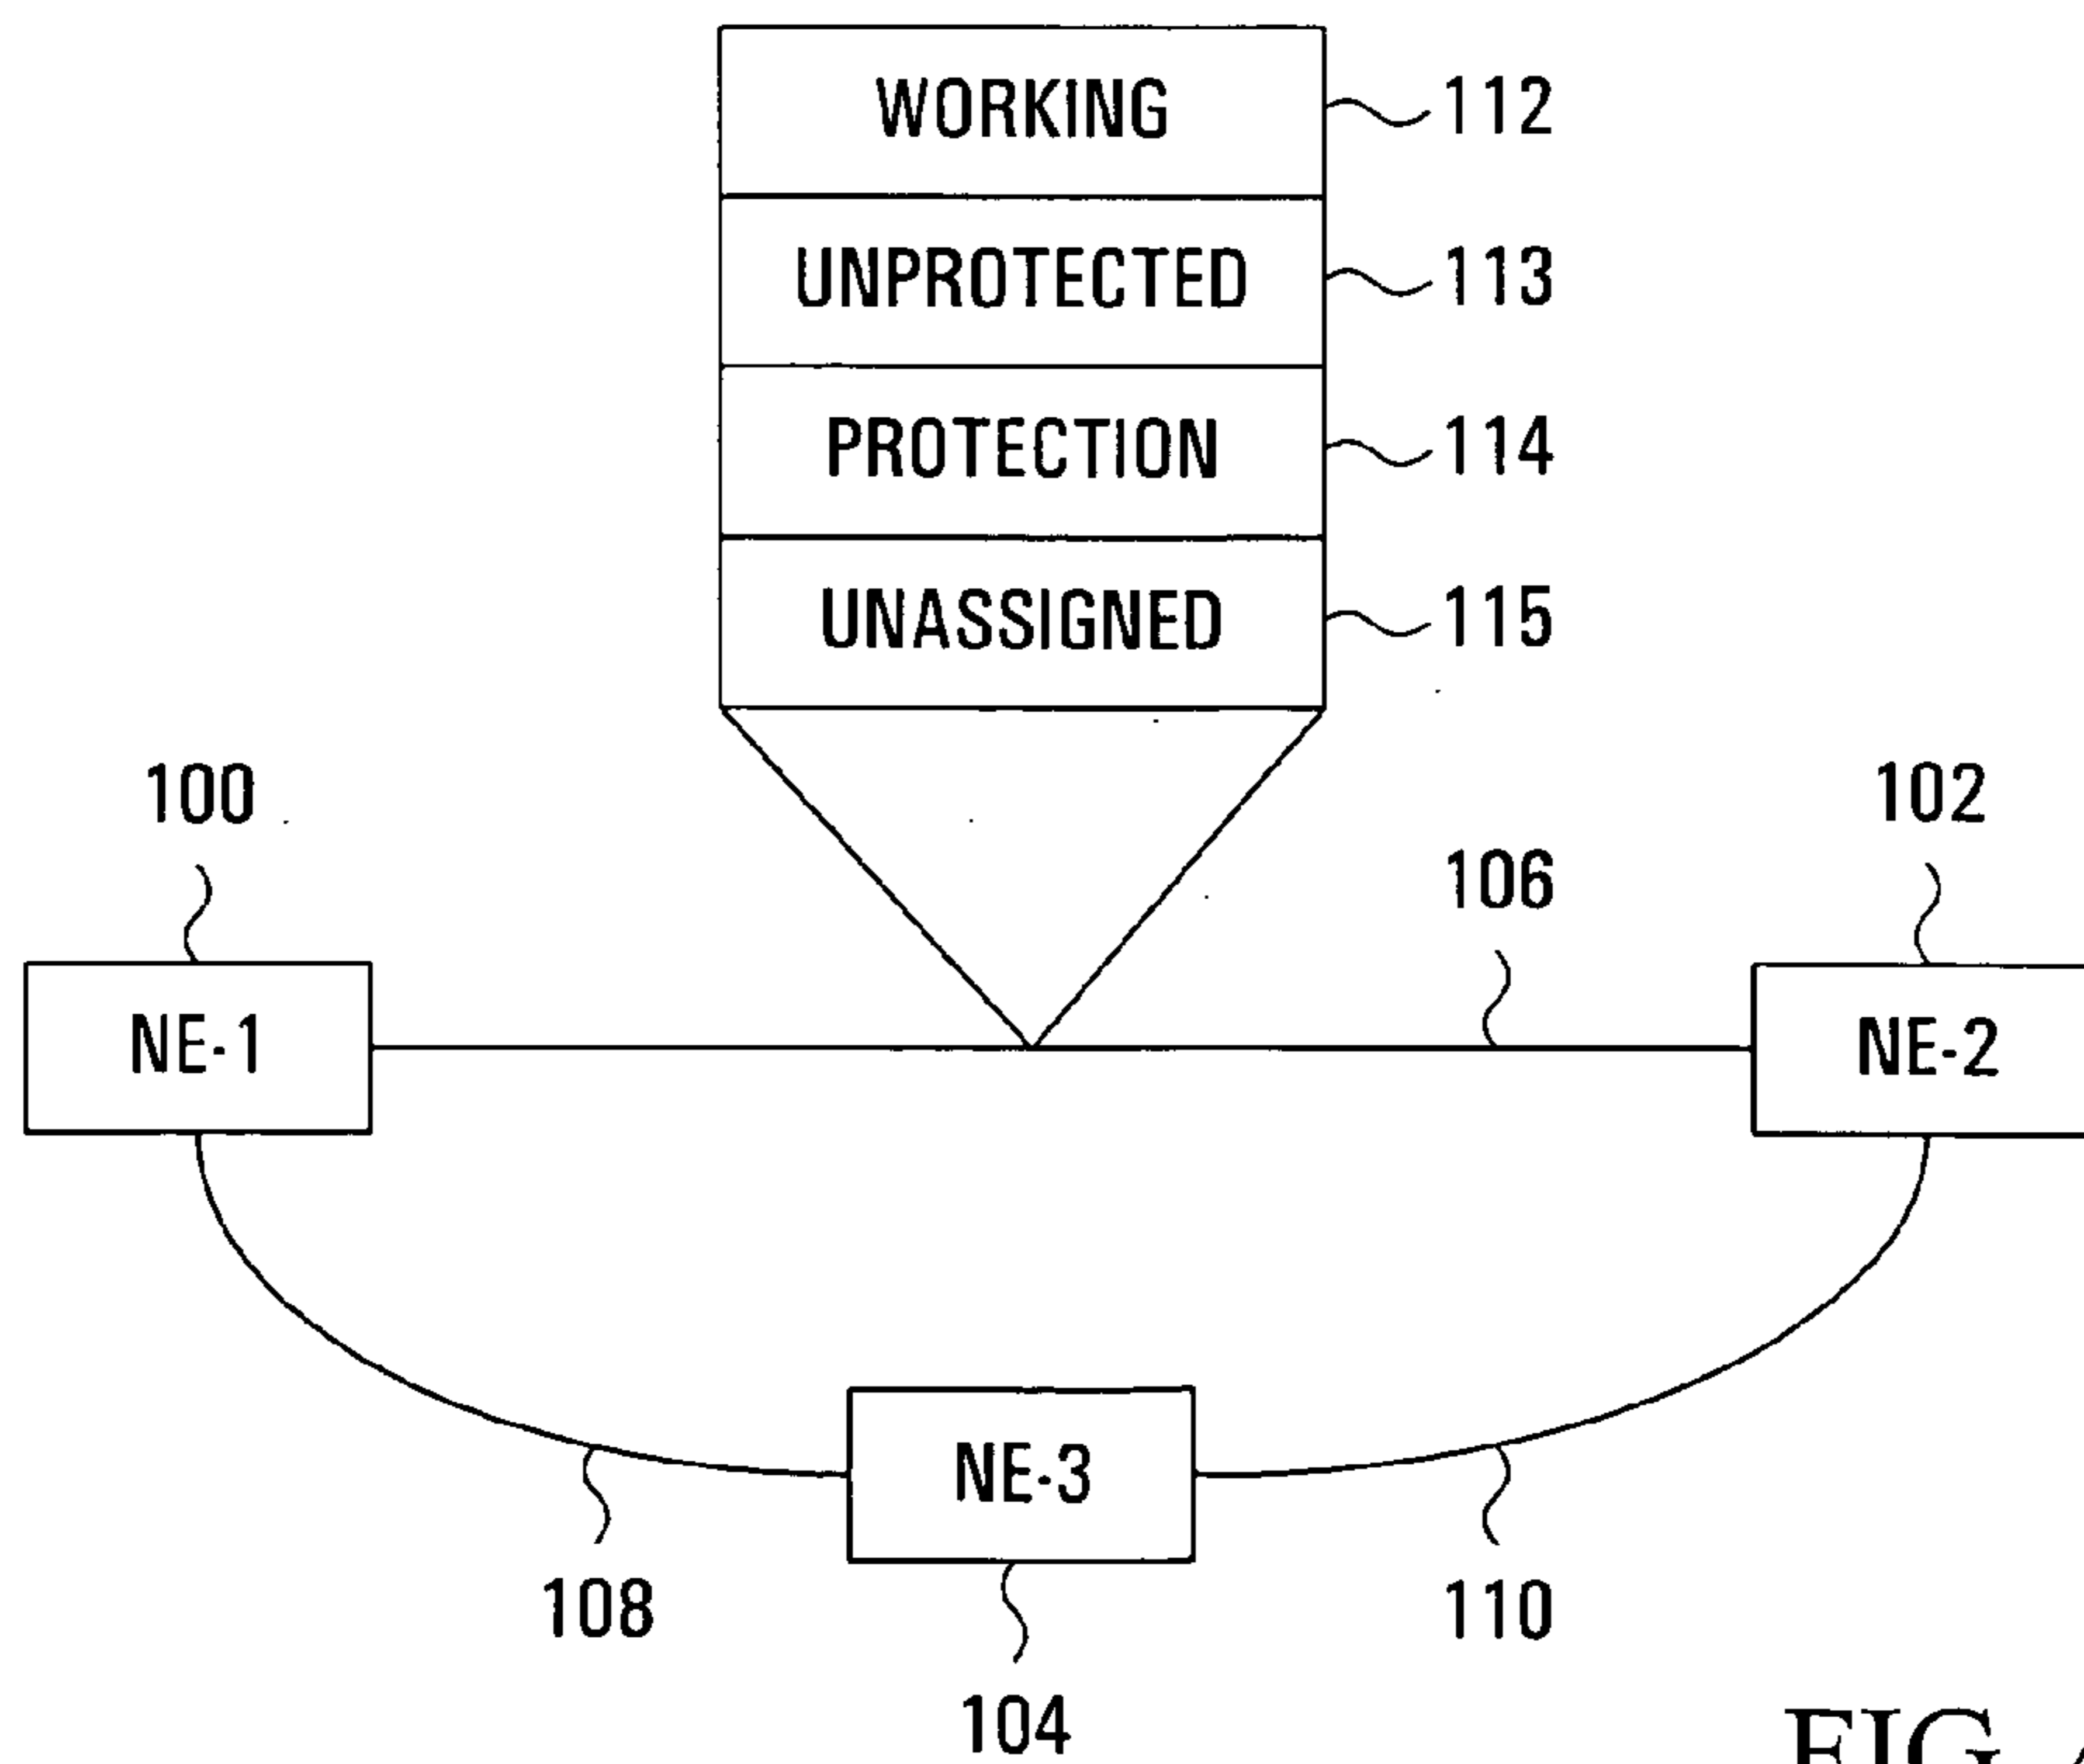 WORKING
112
UNPROTECTED
113
PROTECTION
114
UNASSIGNED
115
100
102
106
NE-1
NE-2
NE-3
108
110
104
FIG